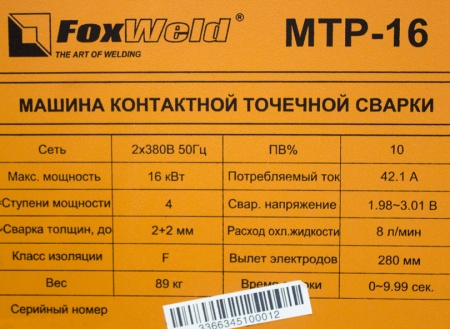 FoxWeld® МТР-16
THE ART OF WELDING
МАШИНА КОНТАКТНОЙ ТОЧЕЧНОЙ СВАРКИ
Сеть 2х380В 50Гц ПВ% 10
Макс. мощность 16 кВт Потребляемый ток 42.1 А
Ступени мощности 4 Свар. напряжение 1.98~3.01 В
Сварка толщин, до 2+2 мм Расход охл.жидкости 8 л/мин
Класс изоляции F Вылет электродов 280 мм
Вес 89 кг Время 0~9.99 сек.
Серийный номер 3366345100012